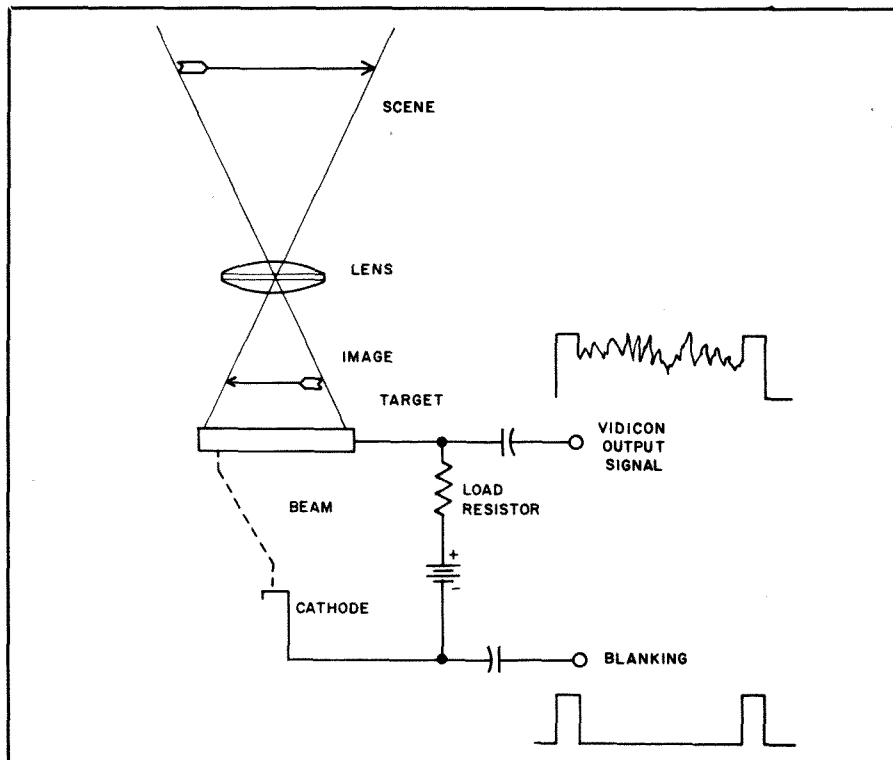 SCENE
LENS
IMAGE
TARGET
VIDICON
OUTPUT
SIGNAL
LOAD
RESISTOR
BEAM
+
-
CATHODE
BLANKING